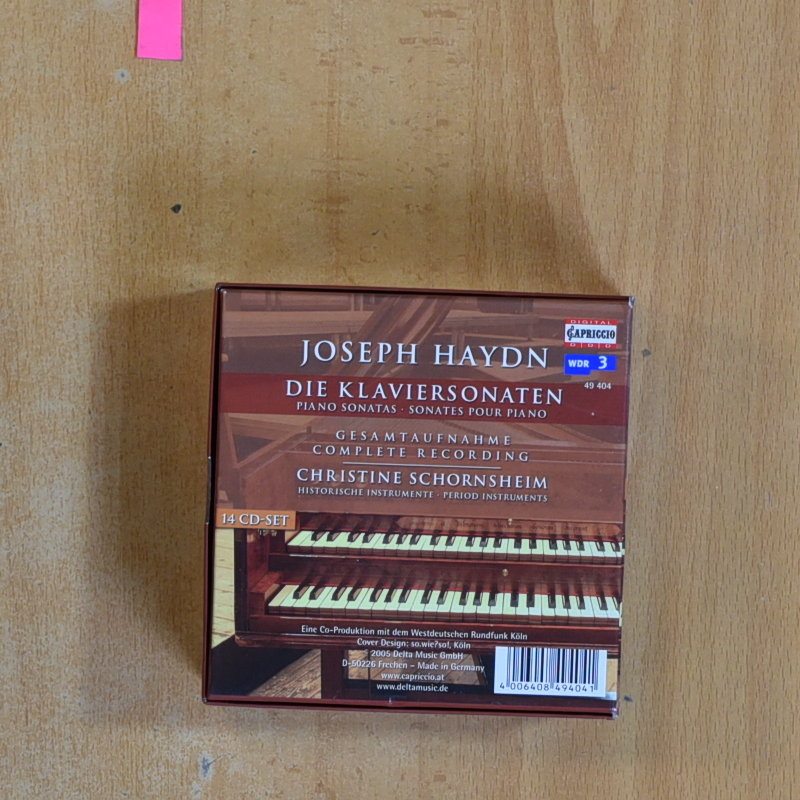 DIGITAL
CAPRICCIO
D|D|D
JOSEPH HAYDN
WDR 3
49 404
DIE KLAVIERSONATEN
PIANO SONATAS · SONATES POUR PIANO
GESAMTAUFNAHME
COMPLETE RECORDING
CHRISTINE SCHORNSHEIM
HISTORISCHE INSTRUMENTE · PERIOD INSTRUMENTS
14 CD-SET
Eine Co-Produktion mit dem Westdeutschen Rundfunk Köln
Cover Design: so.wie?so!, Köln
2005 Delta Music GmbH
D-50226 Frechen – Made in Germany
www.capriccio.at
www.deltamusic.de
4 006408 494041